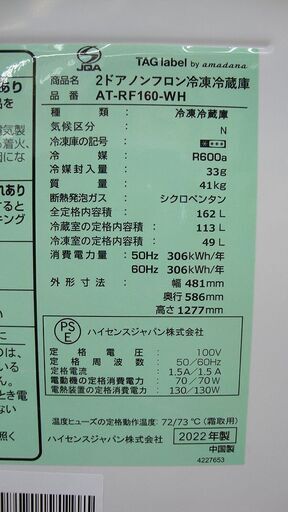 JQA
TAG label by amadana
商品名 2ドアノンフロン冷凍冷蔵庫
品番 AT-RF160-WH
種類 冷凍冷蔵庫
気候区分 N
冷凍庫の記号
冷媒 R600a
冷媒封入量 33g
質量 41kg
断熱発泡ガス シクロペンタン
全定格内容積 162 L
冷蔵室の定格内容積 113 L
冷凍室の定格内容積 49 L
消費電力量 50Hz 306kWh/年
60Hz 306kWh/年
外形寸法 幅 481mm
奥行 586mm
高さ 1277mm
PS
E
ハイセンスジャパン株式会社
定格電圧 100V
定格周波数 50/60Hz
定格電流 1.5A/1.5A
電動機の定格消費電力 70/70W
電熱装置の定格消費電力 130/130W
温度ヒューズの定格動作温度: 72/73℃(霜取用)
ハイセンスジャパン株式会社
2022年製
中国製
4227653